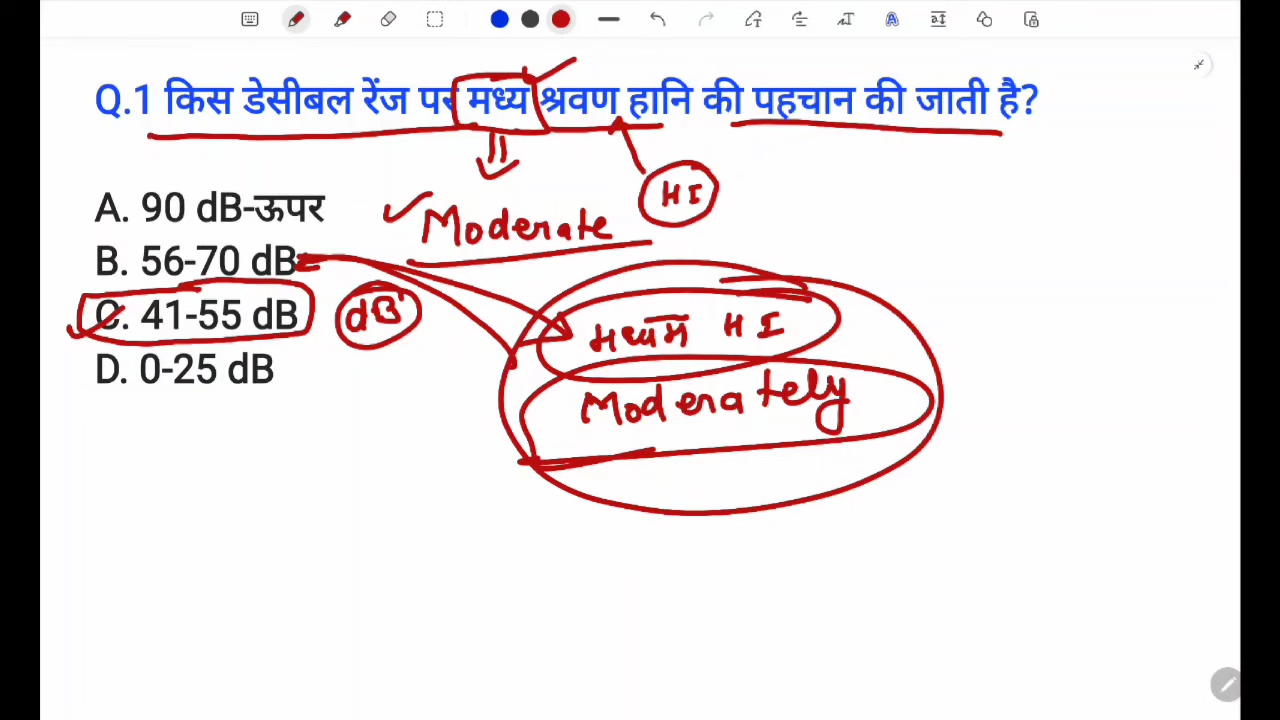 Q.1 किस डेसीबल रेंज पर मध्य श्रवण हानि की पहचान की जाती है?
HI
A. 90 dB-ऊपर
Moderate
B. 56-70 dB
C. 41-55 dB
dB
मध्यम HI
D. 0-25 dB
Moderately